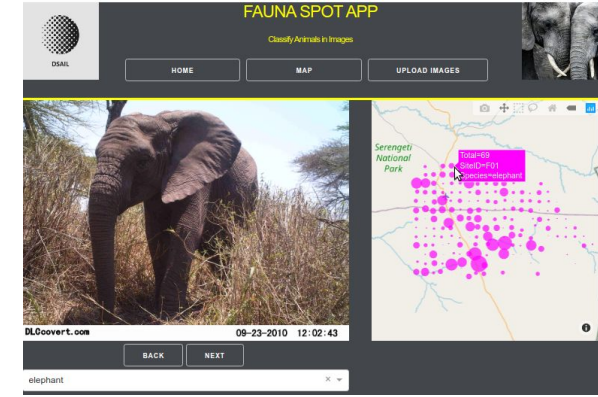 FAUNA SPOT APP
Classify Animals in Images
DSAIL
HOME
MAP
UPLOAD IMAGES
Serengeti
National
Park
Total=69
SiteID=F01
Species=elephant
DLCcovert.com 09-23-2010 12:02:43
BACK
NEXT
elephant